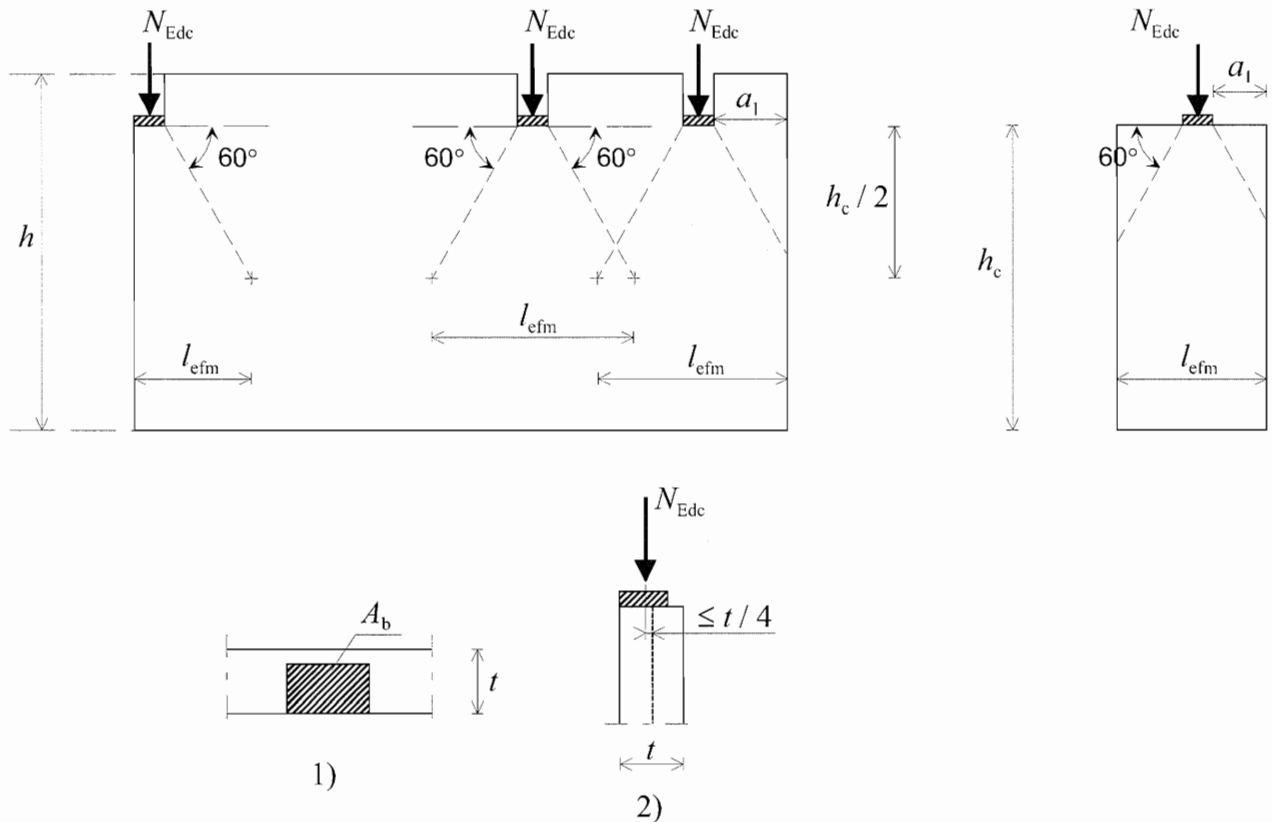 N_Edc N_Edc N_Edc N_Edc
a_1 a_1
60° 60° 60° 60°
h h_c / 2 h_c
l_efm
l_efm l_efm l_efm
N_Edc
A_b ≤ t / 4
t
t
1)
2)